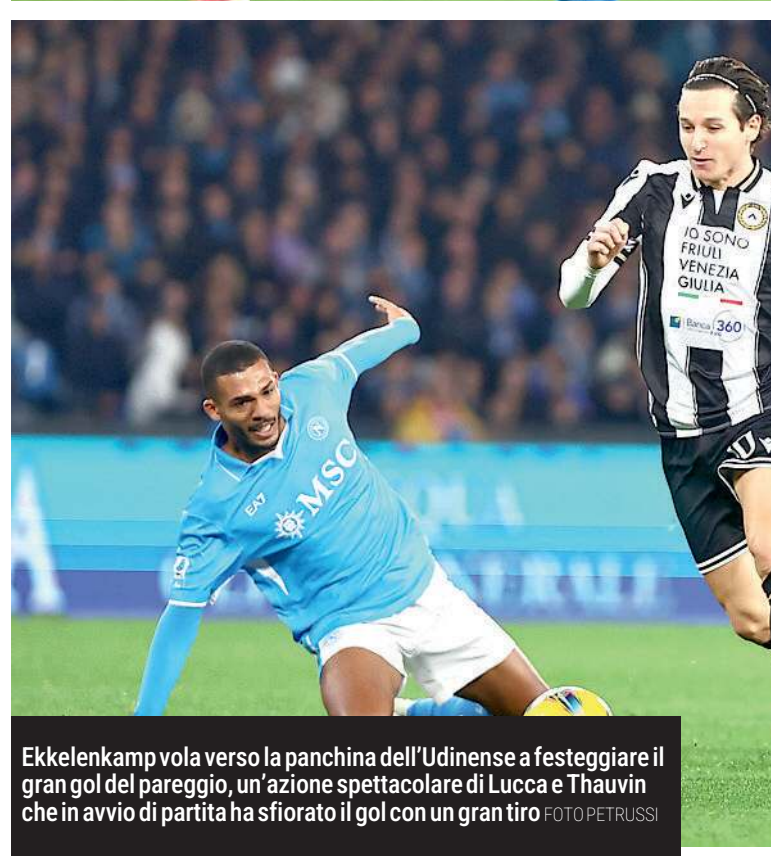 IO SONO
FRIULI
VENEZIA
GIULIA
Banca 360
EA7
MSC
N
Ekkelenkamp vola verso la panchina dell'Udinense a festeggiare il
gran gol del pareggio, un'azione spettacolare di Lucca e Thauvin
che in avvio di partita ha sfiorato il gol con un gran tiro FOTO PETRUSSI